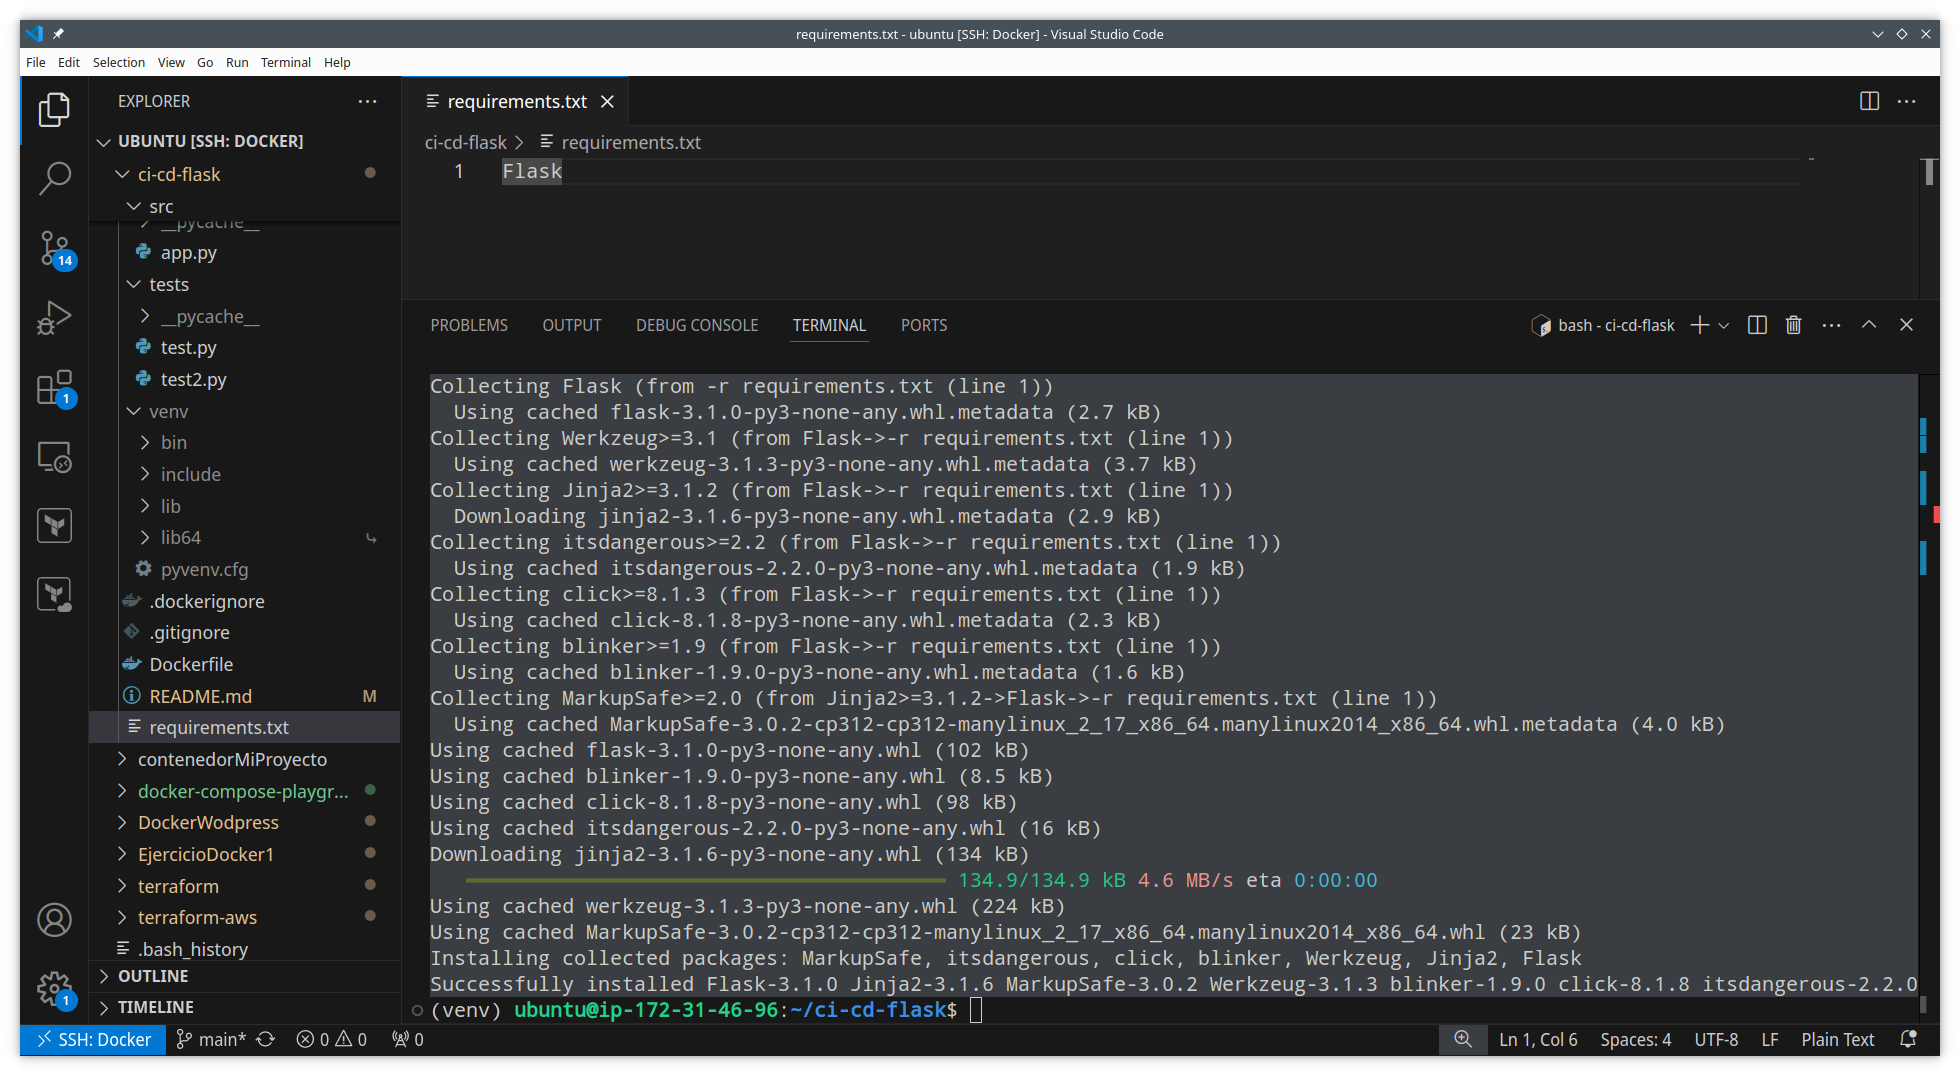 requirements.txt - ubuntu [SSH: Docker] - Visual Studio Code
File Edit Selection View Go Run Terminal Help
EXPLORER
UBUNTU [SSH: DOCKER]
ci-cd-flask
src
__pycache__
app.py
tests
__pycache__
test.py
test2.py
venv
bin
include
lib
lib64
pyvenv.cfg
.dockerignore
.gitignore
Dockerfile
README.md M
requirements.txt
contenedorMiProyecto
docker-compose-playgr...
DockerWodpress
EjercicioDocker1
terraform
terraform-aws
.bash_history
OUTLINE
TIMELINE
14
1
1
requirements.txt
ci-cd-flask > requirements.txt
1 Flask
PROBLEMS OUTPUT DEBUG CONSOLE TERMINAL PORTS
bash - ci-cd-flask
Collecting Flask (from -r requirements.txt (line 1))
Using cached flask-3.1.0-py3-none-any.whl.metadata (2.7 kB)
Collecting Werkzeug>=3.1 (from Flask->-r requirements.txt (line 1))
Using cached werkzeug-3.1.3-py3-none-any.whl.metadata (3.7 kB)
Collecting Jinja2>=3.1.2 (from Flask->-r requirements.txt (line 1))
Downloading jinja2-3.1.6-py3-none-any.whl.metadata (2.9 kB)
Collecting itsdangerous>=2.2 (from Flask->-r requirements.txt (line 1))
Using cached itsdangerous-2.2.0-py3-none-any.whl.metadata (1.9 kB)
Collecting click>=8.1.3 (from Flask->-r requirements.txt (line 1))
Using cached click-8.1.8-py3-none-any.whl.metadata (2.3 kB)
Collecting blinker>=1.9 (from Flask->-r requirements.txt (line 1))
Using cached blinker-1.9.0-py3-none-any.whl.metadata (1.6 kB)
Collecting MarkupSafe>=2.0 (from Jinja2>=3.1.2->Flask->-r requirements.txt (line 1))
Using cached MarkupSafe-3.0.2-cp312-cp312-manylinux_2_17_x86_64.manylinux2014_x86_64.whl.metadata (4.0 kB)
Using cached flask-3.1.0-py3-none-any.whl (102 kB)
Using cached blinker-1.9.0-py3-none-any.whl (8.5 kB)
Using cached click-8.1.8-py3-none-any.whl (98 kB)
Using cached itsdangerous-2.2.0-py3-none-any.whl (16 kB)
Downloading jinja2-3.1.6-py3-none-any.whl (134 kB)
134.9/134.9 kB 4.6 MB/s eta 0:00:00
Using cached werkzeug-3.1.3-py3-none-any.whl (224 kB)
Using cached MarkupSafe-3.0.2-cp312-cp312-manylinux_2_17_x86_64.manylinux2014_x86_64.whl (23 kB)
Installing collected packages: MarkupSafe, itsdangerous, click, blinker, Werkzeug, Jinja2, Flask
Successfully installed Flask-3.1.0 Jinja2-3.1.6 MarkupSafe-3.0.2 Werkzeug-3.1.3 blinker-1.9.0 click-8.1.8 itsdangerous-2.2.0
(venv) ubuntu@ip-172-31-46-96:~/ci-cd-flask$
SSH: Docker main* 0 0 0 Ln 1, Col 6 Spaces: 4 UTF-8 LF Plain Text